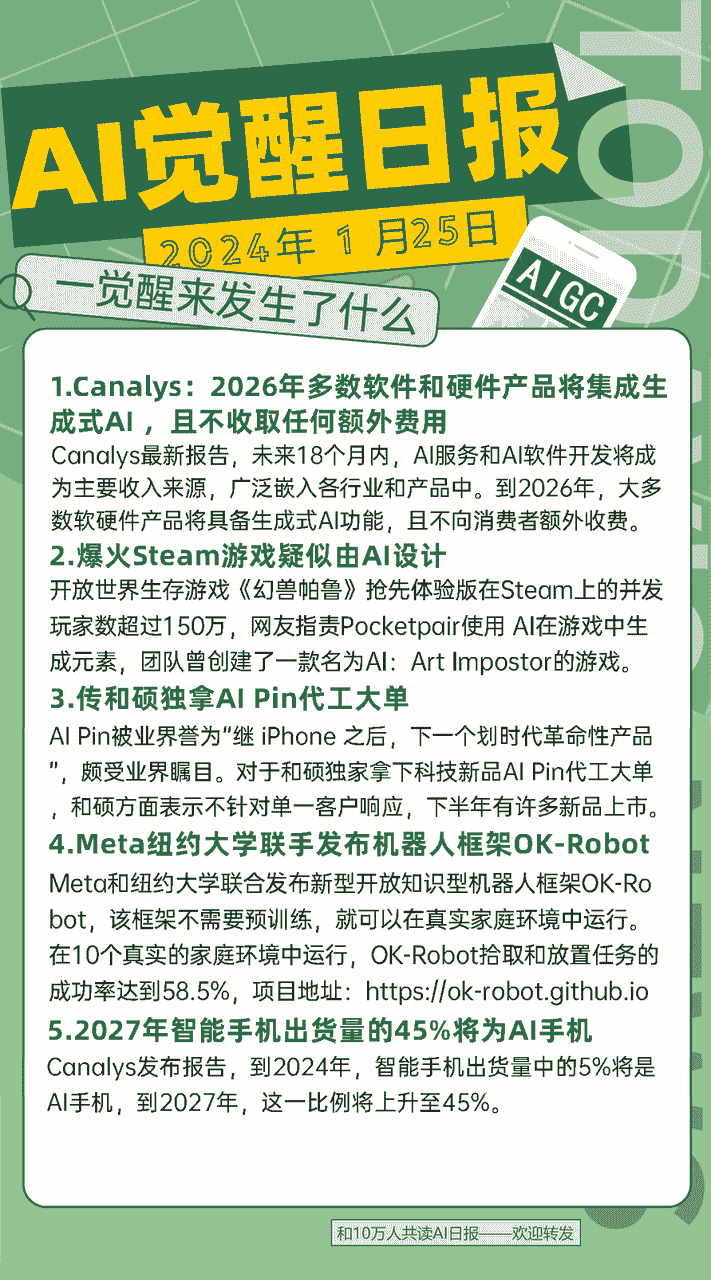 AI觉醒日报
2024年 1 月25日
一觉醒来发生了什么
AIGC
1.Canalys：2026年多数软件和硬件产品将集成生
成式AI ，且不收取任何额外费用
Canalys最新报告，未来18个月内，AI服务和AI软件开发将成
为主要收入来源，广泛嵌入各行业和产品中。到2026年，大多
数软硬件产品将具备生成式AI功能，且不向消费者额外收费。
2.爆火Steam游戏疑似由AI设计
开放世界生存游戏《幻兽帕鲁》抢先体验版在Steam上的并发
玩家数超过150万，网友指责Pocketpair使用 AI在游戏中生
成元素，团队曾创建了一款名为AI：Art Impostor的游戏。
3.传和硕独拿AI Pin代工大单
AI Pin被业界誉为“继 iPhone 之后，下一个划时代革命性产品
”，颇受业界瞩目。对于和硕独家拿下科技新品AI Pin代工大单
，和硕方面表示不针对单一客户响应，下半年有许多新品上市。
4.Meta纽约大学联手发布机器人框架OK-Robot
Meta和纽约大学联合发布新型开放知识型机器人框架OK-Ro
bot，该框架不需要预训练，就可以在真实家庭环境中运行。
在10个真实的家庭环境中运行，OK-Robot拾取和放置任务的
成功率达到58.5%，项目地址：https://ok-robot.github.io
5.2027年智能手机出货量的45%将为AI手机
Canalys发布报告，到2024年，智能手机出货量中的5%将是
AI手机，到2027年，这一比例将上升至45%。
和10万人共读AI日报——欢迎转发